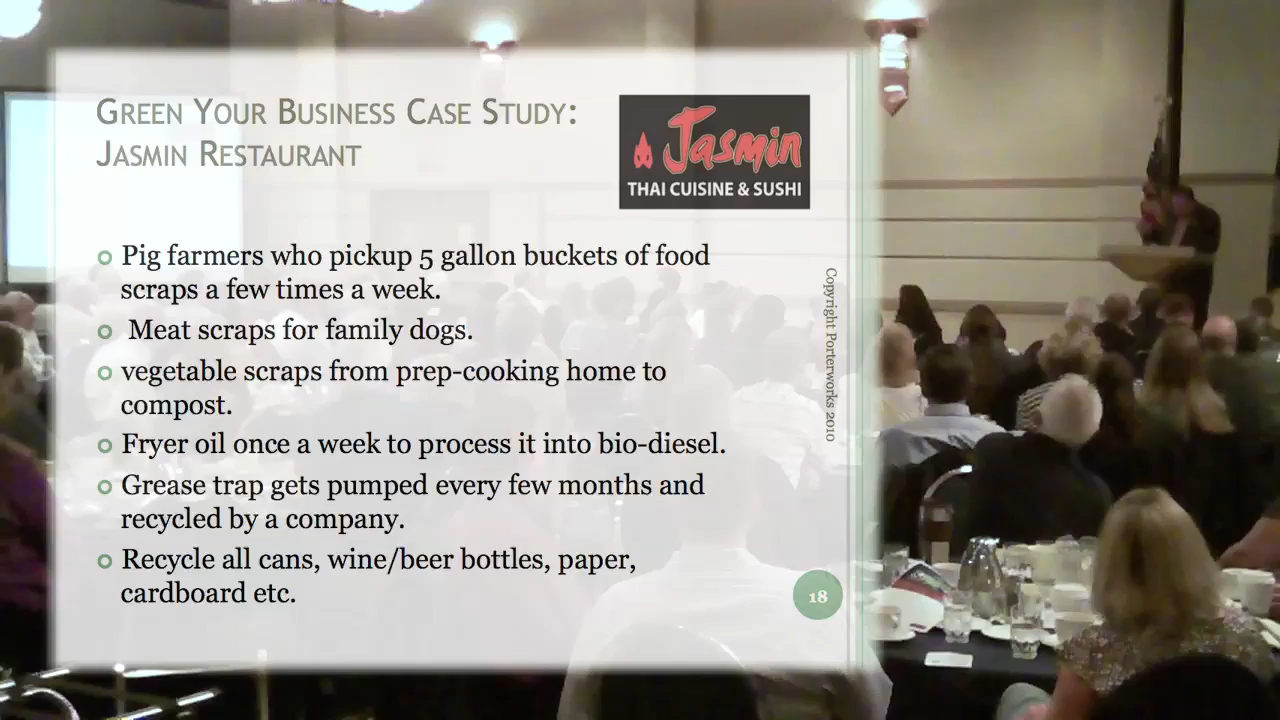 Green Your Business Case Study:
Jasmin Restaurant
Jasmin
THAI CUISINE & SUSHI
Pig farmers who pickup 5 gallon buckets of food
scraps a few times a week.
Meat scraps for family dogs.
vegetable scraps from prep-cooking home to
compost.
Fryer oil once a week to process it into bio-diesel.
Grease trap gets pumped every few months and
recycled by a company.
Recycle all cans, wine/beer bottles, paper,
cardboard etc.
Copyright Porterworks 2010
18